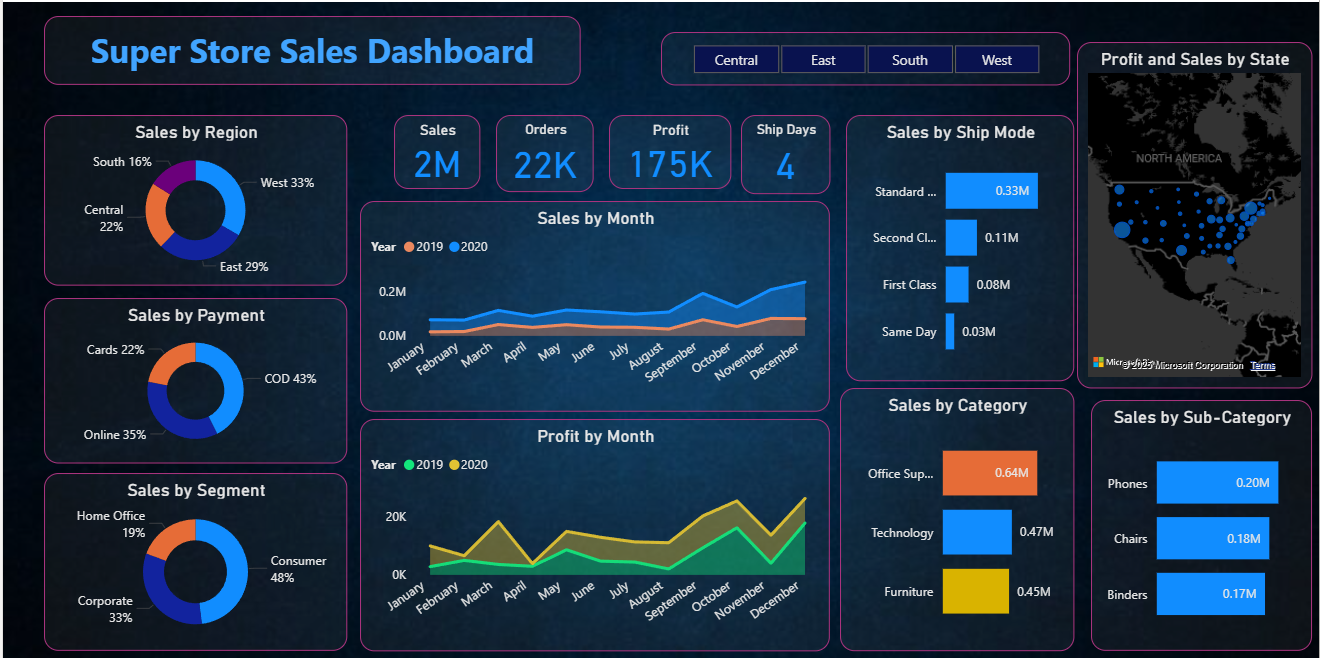 Super Store Sales Dashboard
Central East South West
Profit and Sales by State
NORTH AMERICA
© 2025 Microsoft Corporation Terms
Sales by Region
South 16%
West 33%
Central
22%
East 29%
Sales
2M
Orders
22K
Profit
175K
Ship Days
4
Sales by Ship Mode
Standard ... 0.33M
Second Cl... 0.11M
First Class 0.08M
Same Day 0.03M
Sales by Month
Year 2019 2020
0.2M
0.0M
January February March April May June July August September October November December
Sales by Payment
Cards 22%
COD 43%
Online 35%
Profit by Month
Year 2019 2020
20K
0K
January February March April May June July August September October November December
Sales by Category
Office Sup... 0.64M
Technology 0.47M
Furniture 0.45M
Sales by Sub-Category
Phones 0.20M
Chairs 0.18M
Binders 0.17M
Sales by Segment
Home Office
19%
Consumer
48%
Corporate
33%